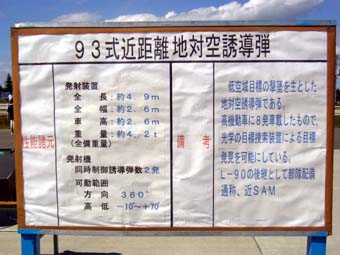 93式近距離地対空誘導弾
性能諸元
発射装置
全長:約4.9m
全幅:約2.6m
車高:約2.6m
重量:約4.2t
(全備重量)
発射機
同時制御誘導弾数2発
可動範囲
方向 360°
高低 -10°~+70°
備考
低空域目標の撃墜を主とした
地対空誘導弾である。
高機動車に8発車載したもので、
光学の目標捜索装置による目標
発見を可能にしている。
L-90の後継として部隊配備
通称、近SAM